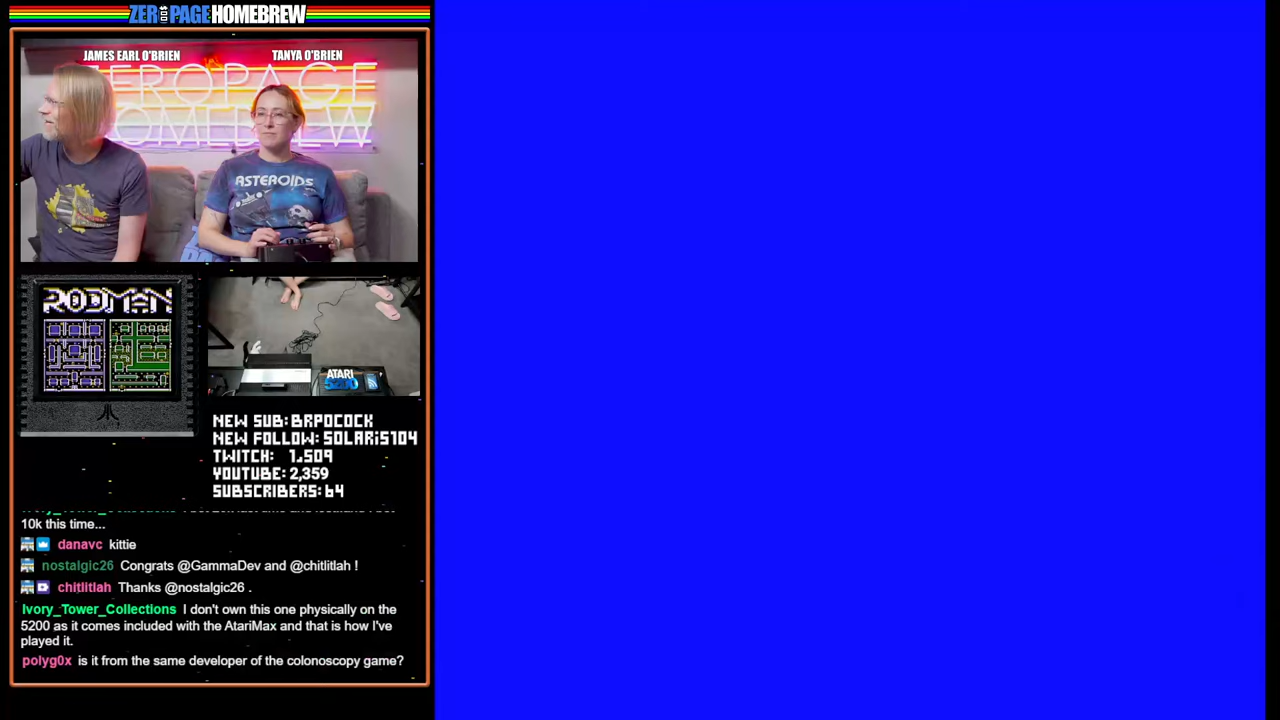 ZEROPAGE HOMEBREW
JAMES EARL O'BRIEN
TANYA O'BRIEN
ZEROPAGE
HOMEBREW
ASTEROIDS
RODMAN
ATARI
5200
NEW SUB: BRPOCOCK
NEW FOLLOW: SOLARIS104
TWITCH: 1,509
YOUTUBE: 2,359
SUBSCRIBERS: 64
10k this time...
danavc kittie
nostalgic26 Congrats @GammaDev and @chitlitlah !
chitlitlah Thanks @nostalgic26 .
Ivory_Tower_Collections I don't own this one physically on the
5200 as it comes included with the AtariMax and that is how I've
played it.
polyg0x is it from the same developer of the colonoscopy game?